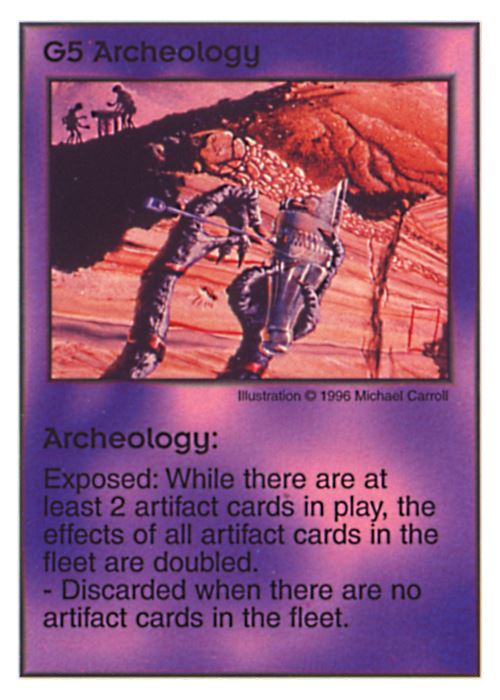 G5 Archeology
Illustration © 1996 Michael Carroll
Archeology:
Exposed: While there are at
least 2 artifact cards in play, the
effects of all artifact cards in the
fleet are doubled.
- Discarded when there are no
artifact cards in the fleet.